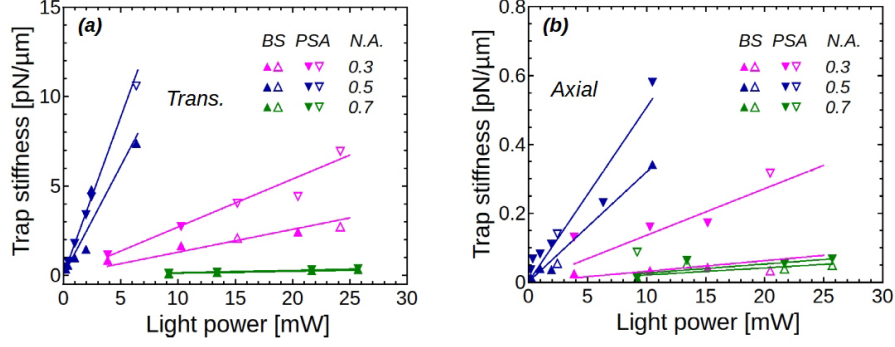 (a)
BS PSA N.A.
0.3
0.5
0.7
Trans.
Trap stiffness [pN/µm]
15
10
5
0
0 5 10 15 20 25 30
Light power [mW]
(b)
BS PSA N.A.
0.3
0.5
0.7
Axial
Trap stiffness [pN/µm]
0.8
0.6
0.4
0.2
0
0 5 10 15 20 25 30
Light power [mW]